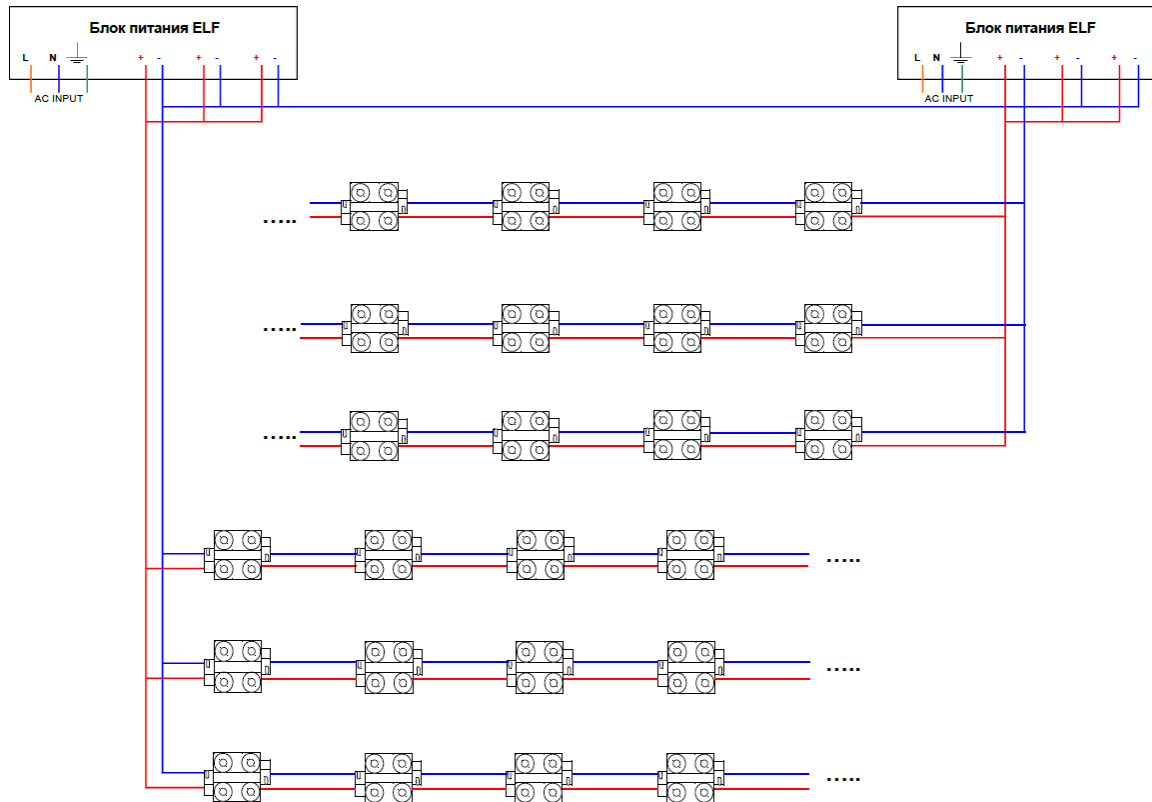 Блок питания ELF
L N + - + - + -
AC INPUT
Блок питания ELF
L N + - + - + -
AC INPUT
.....
.....
.....
.....
.....
.....